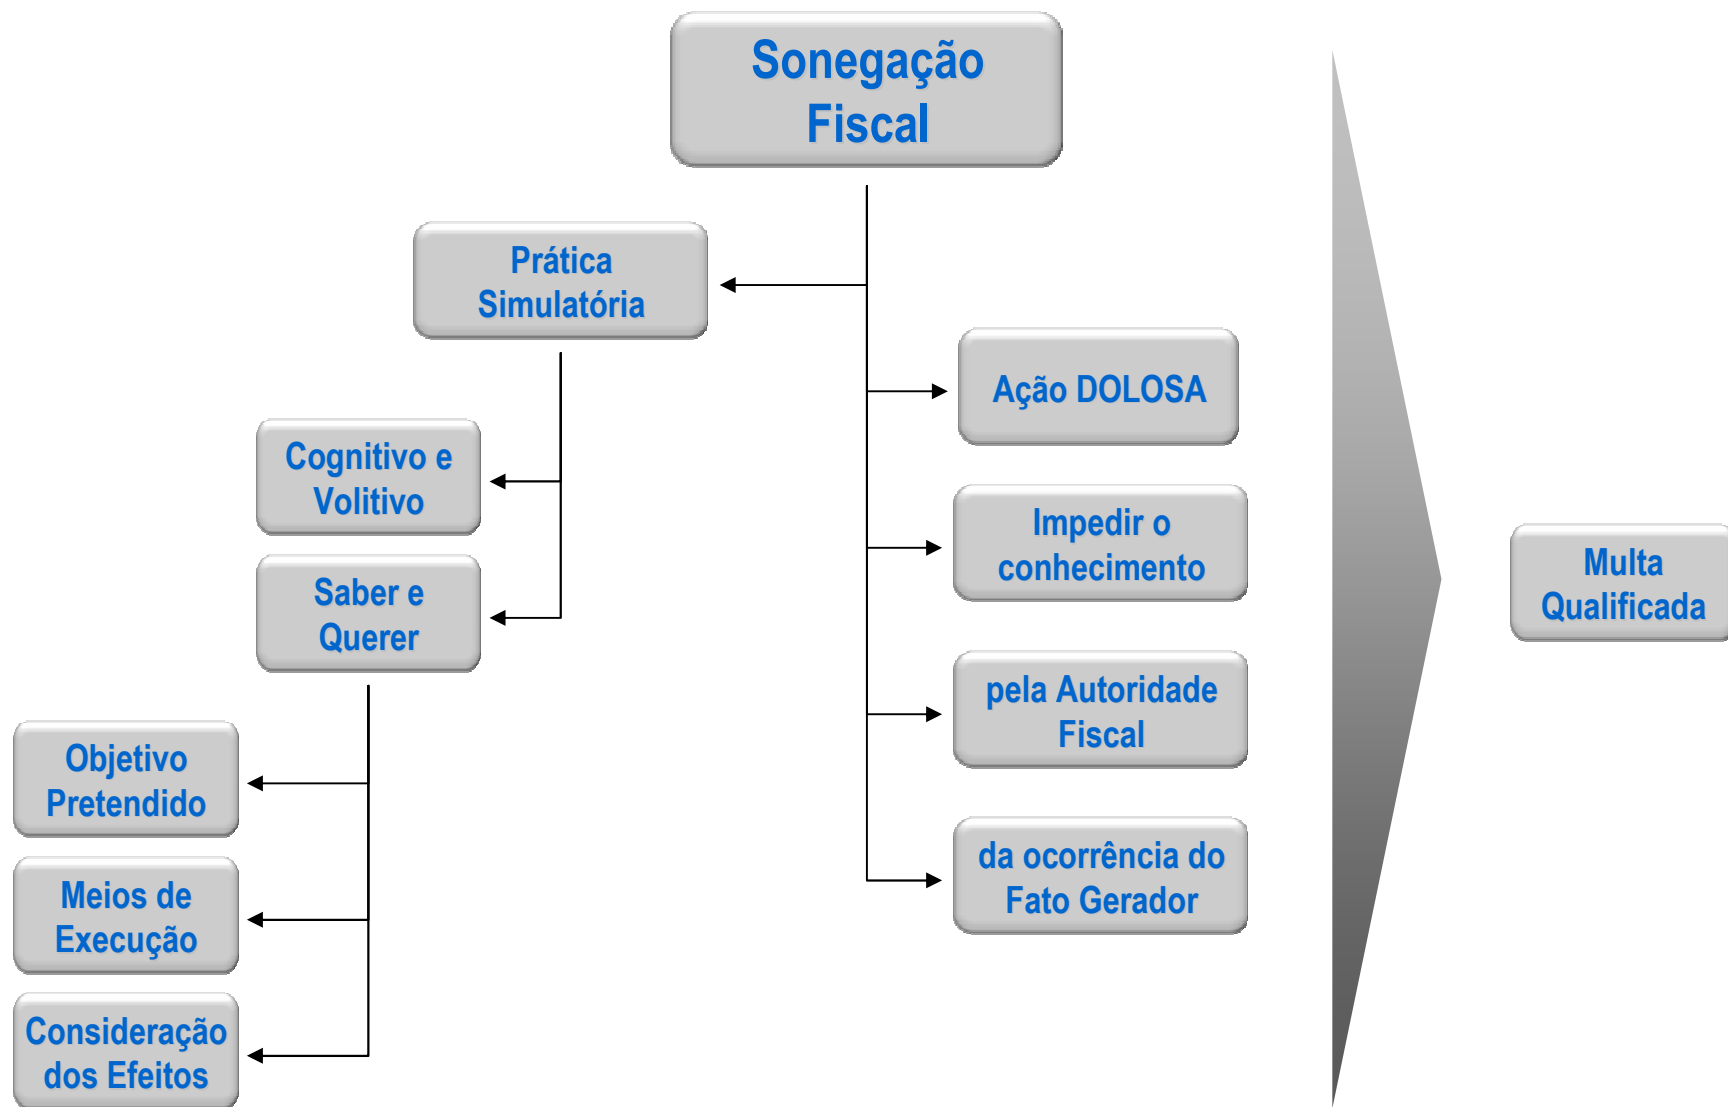 Sonegação
Fiscal
Prática
Simulatória
Ação DOLOSA
Cognitivo e
Volitivo
Impedir o
conhecimento
Multa
Qualificada
Saber e
Querer
pela Autoridade
Fiscal
Objetivo
Pretendido
da ocorrência do
Fato Gerador
Meios de
Execução
Consideração
dos Efeitos